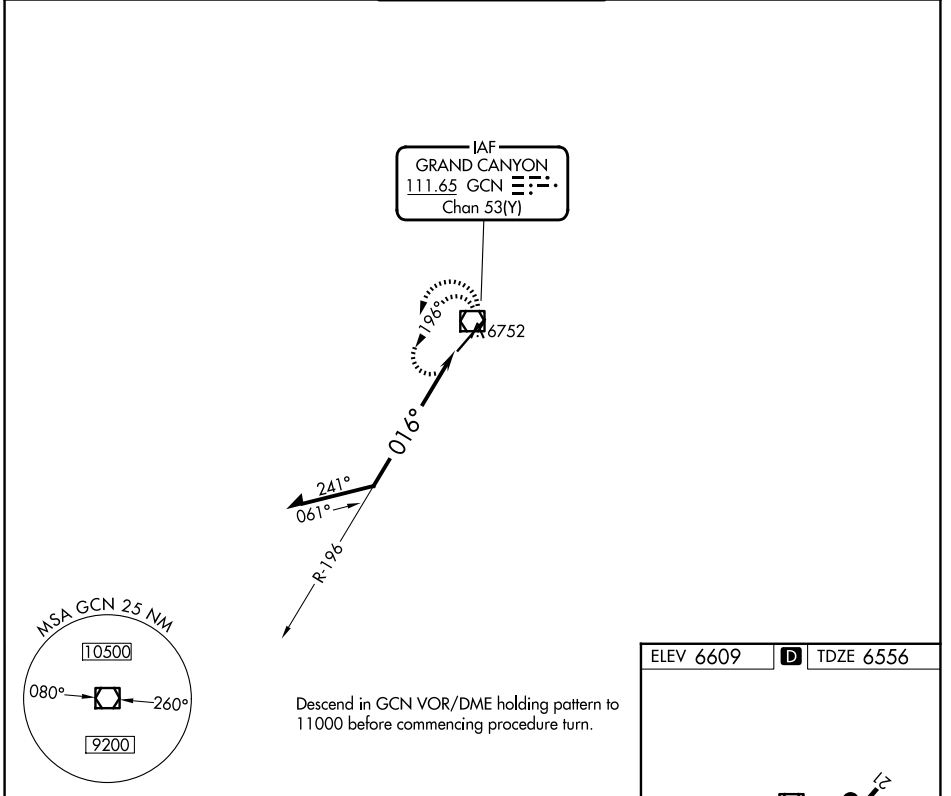 IAF
GRAND CANYON
111.65 GCN
Chan 53(Y)
196°
6752
016°
241°
061°
R-196
MSA GCN 25 NM
10500
080°
260°
9200
Descend in GCN VOR/DME holding pattern to
11000 before commencing procedure turn.
ELEV 6609 D TDZE 6556
21